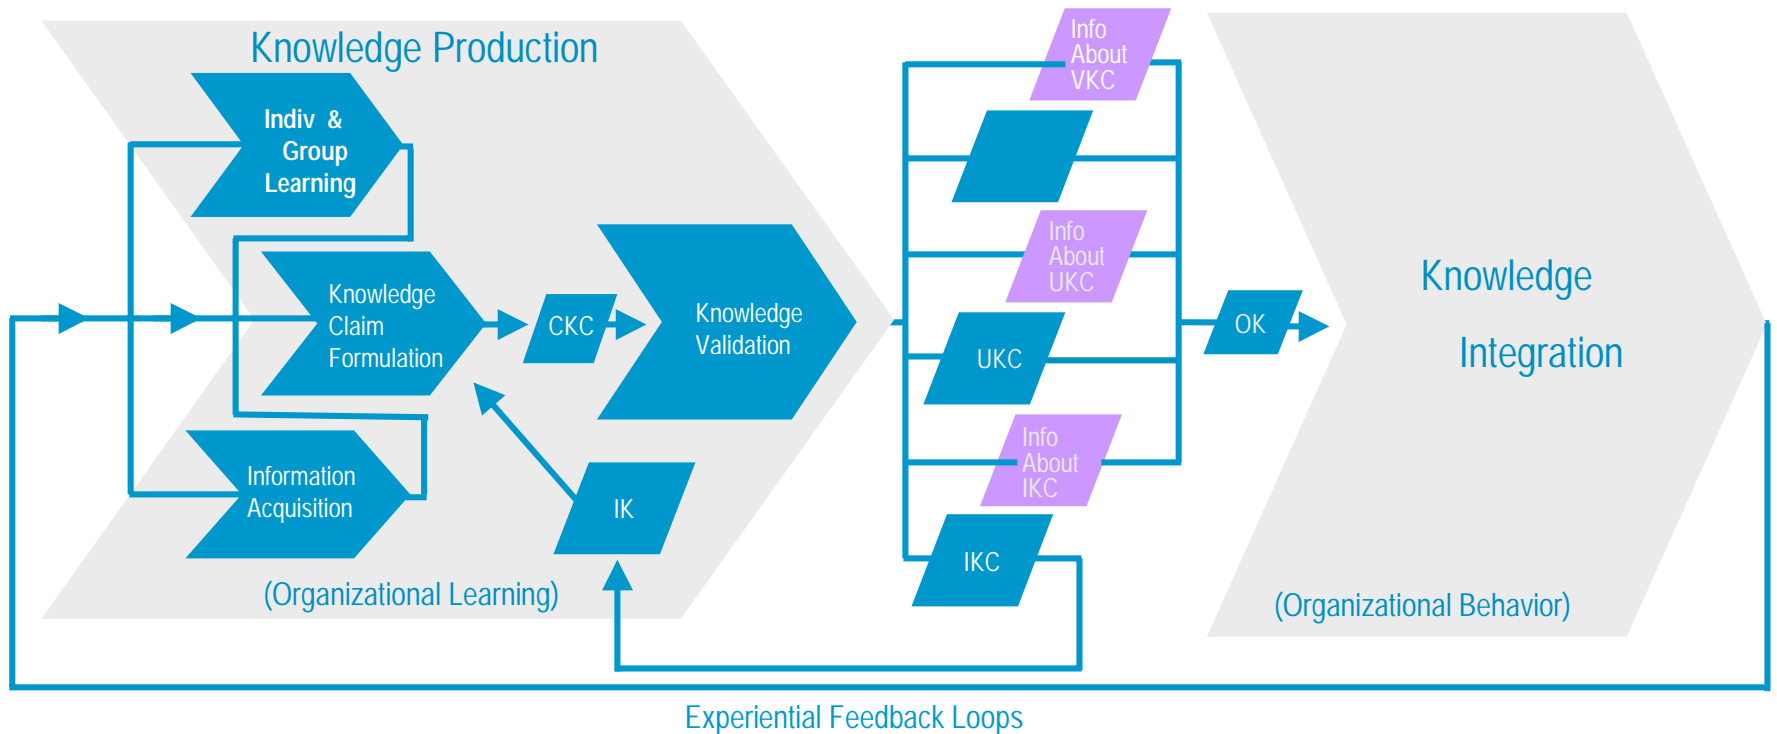 Knowledge Production
Indiv &
Group
Learning
Knowledge
Claim
Formulation
Information
Acquisition
CKC
Knowledge
Validation
IK
(Organizational Learning)
Info
About
VKC
Info
About
UKC
UKC
Info
About
IKC
IKC
OK
Knowledge
Integration
(Organizational Behavior)
Experiential Feedback Loops